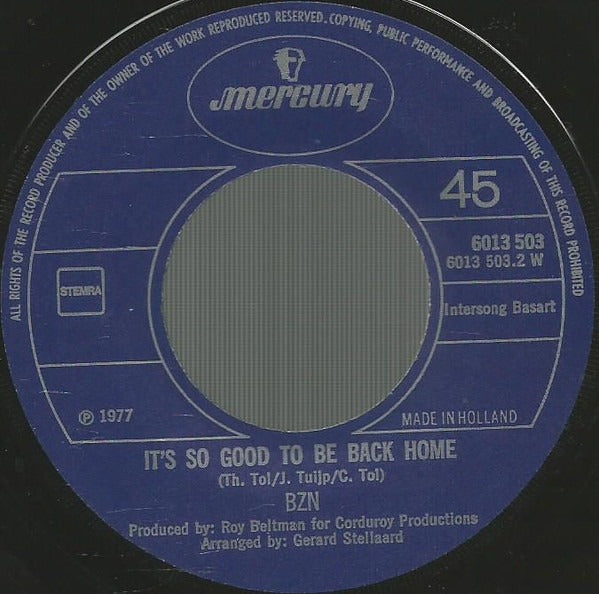 ALL RIGHTS OF THE RECORD PRODUCER AND OF THE OWNER OF THE WORK REPRODUCED RESERVED. COPYING, PUBLIC PERFORMANCE AND BROADCASTING OF THIS RECORD PROHIBITED
mercury
45
6013 503
6013 503.2 W
STEMRA
Intersong Basart
℗ 1977
MADE IN HOLLAND
IT'S SO GOOD TO BE BACK HOME
(Th. Tol/J. Tuijp/C. Tol)
BZN
Produced by: Roy Beltman for Corduroy Productions
Arranged by: Gerard Stellaard